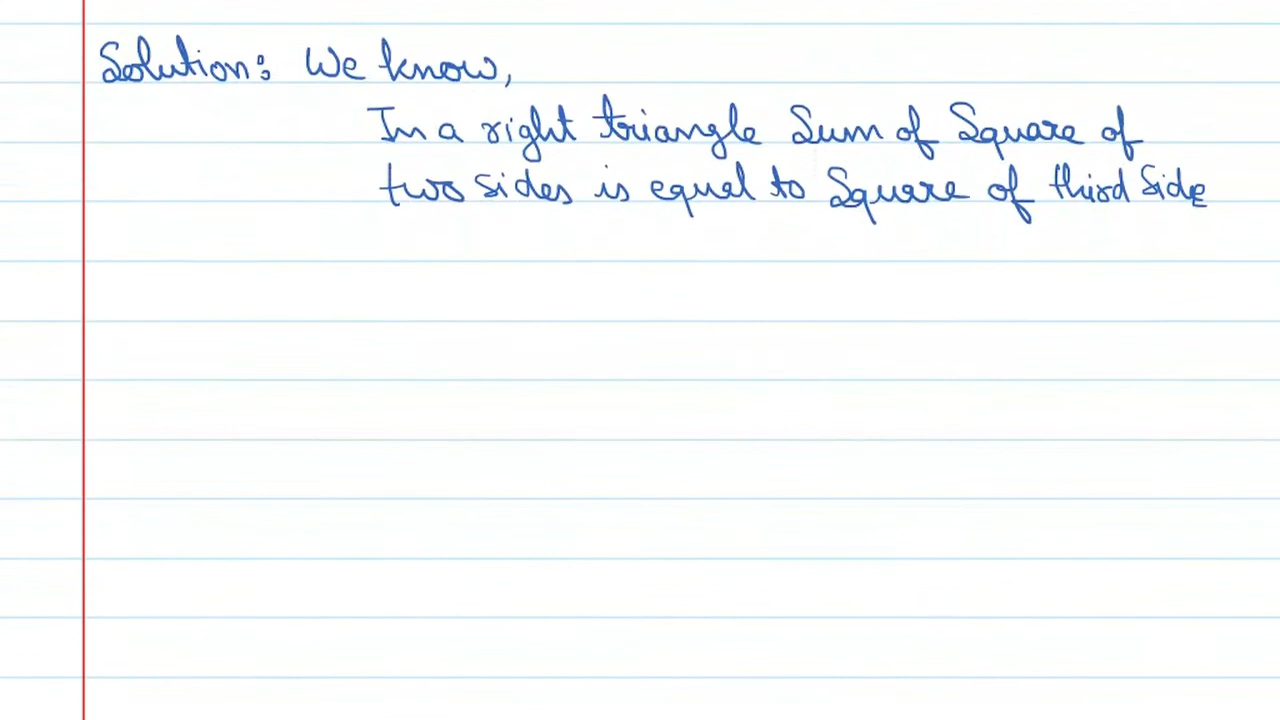 Solution: We know,
In a right triangle Sum of Square of
two sides is equal to Square of third Side